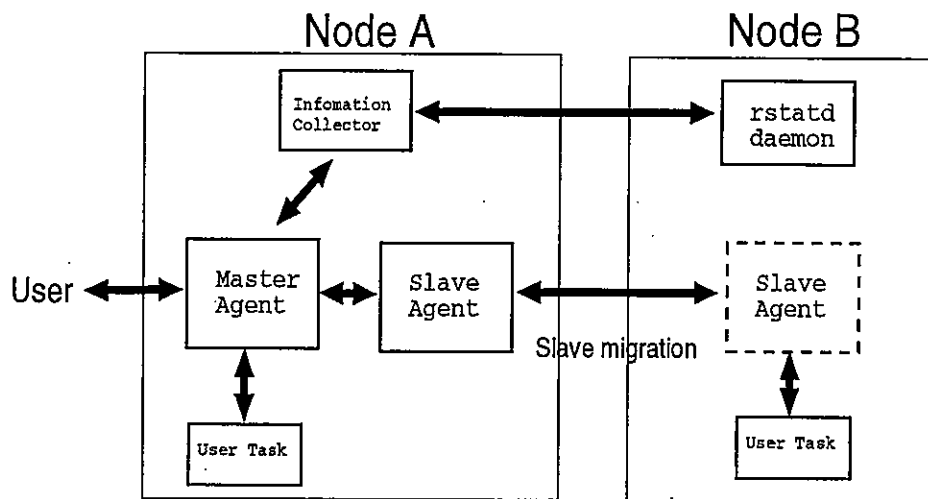 Node A
Node B
Infomation
Collector
rstatd
daemon
User
Master
Agent
Slave
Agent
Slave
Agent
Slave migration
User Task
User Task